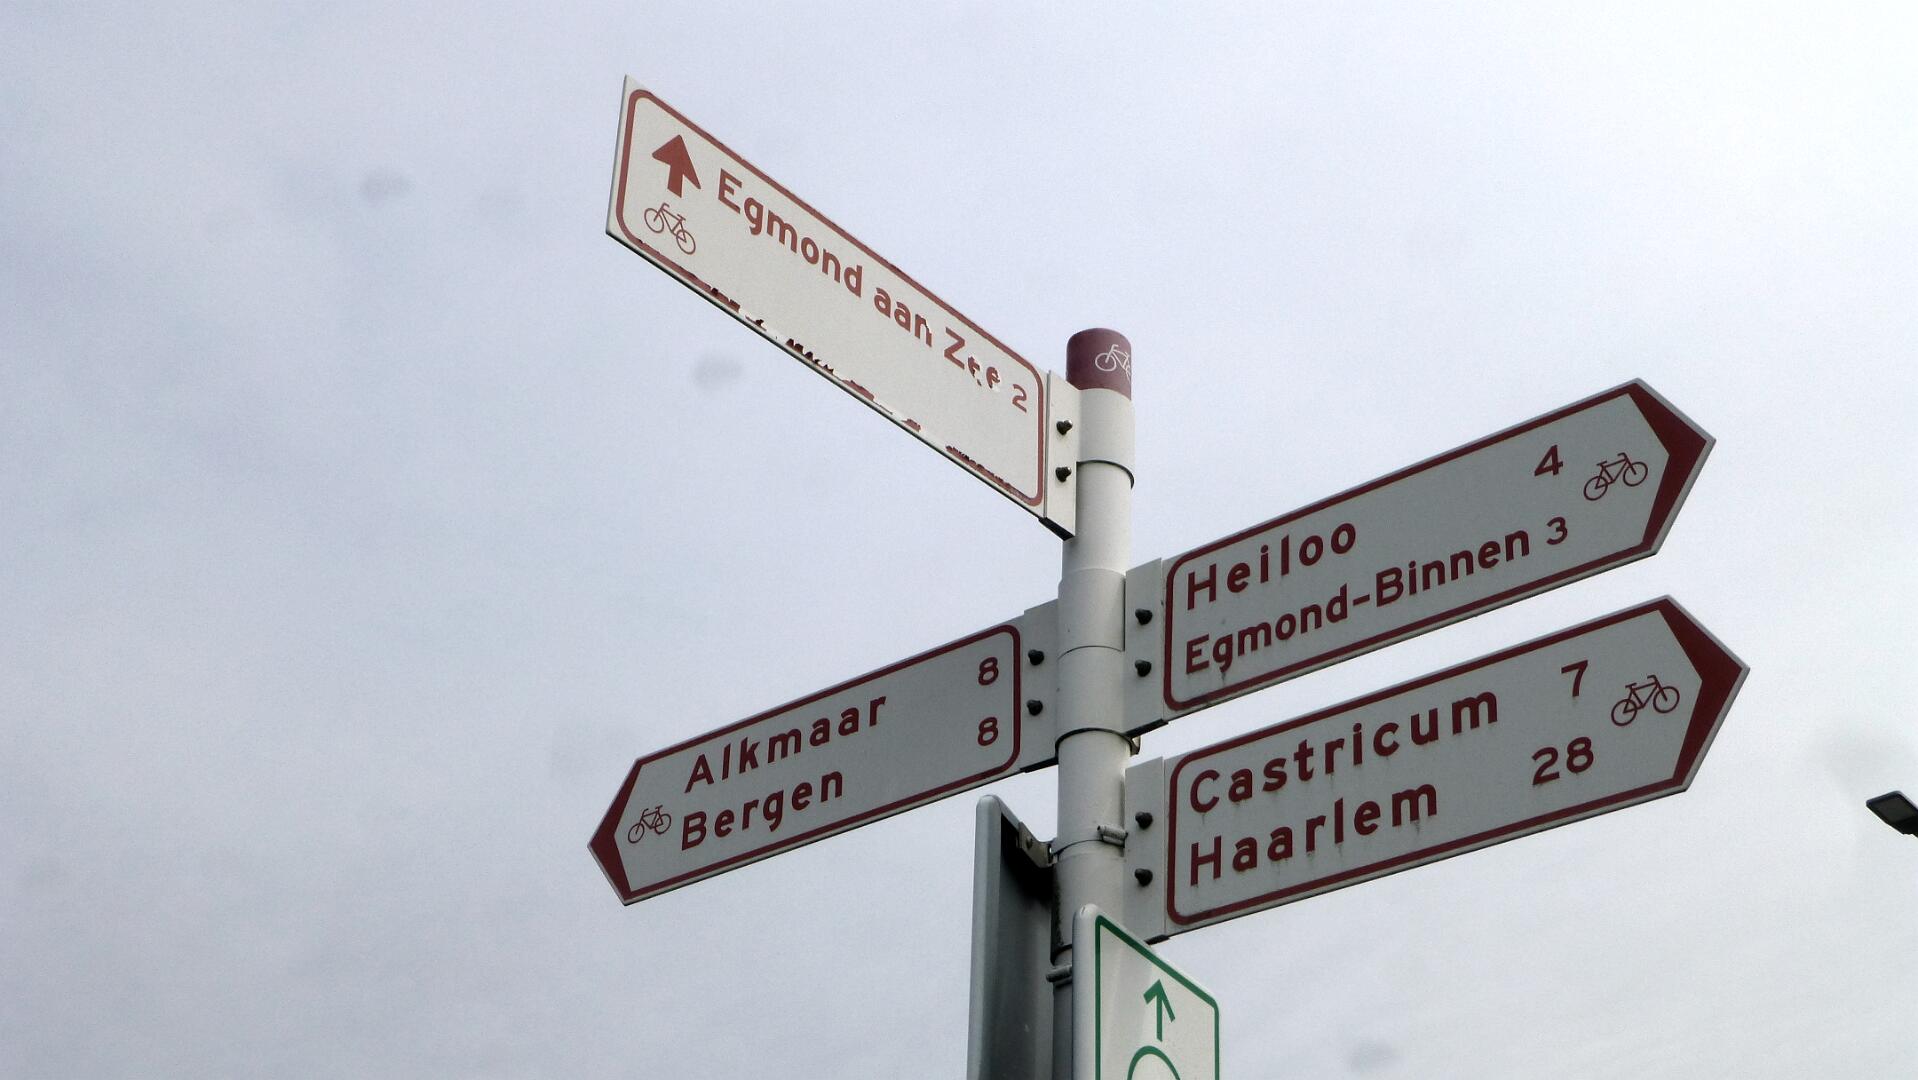 Egmond aan Zee 2
Heiloo 4
Egmond-Binnen 3
Alkmaar 8
Bergen 8
Castricum 7
Haarlem 28